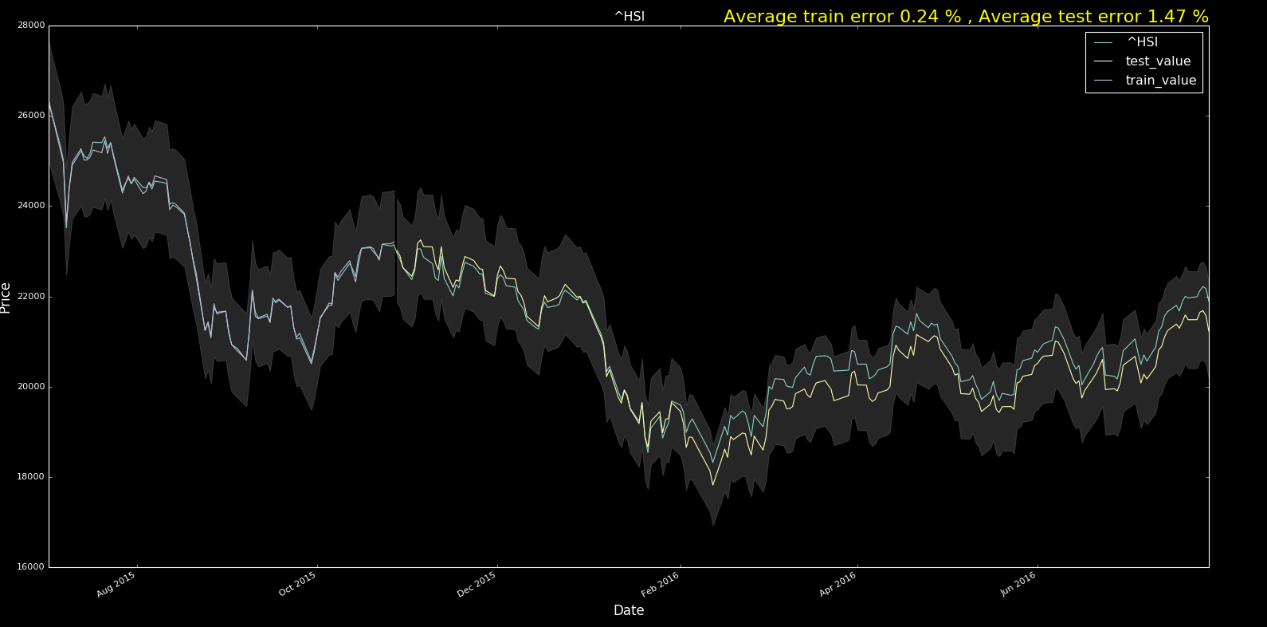 ^HSI
Average train error 0.24 % , Average test error 1.47 %
^HSI
test_value
train_value
28000
26000
24000
22000
20000
18000
16000
Price
Aug 2015
Oct 2015
Dec 2015
Feb 2016
Apr 2016
Jun 2016
Date